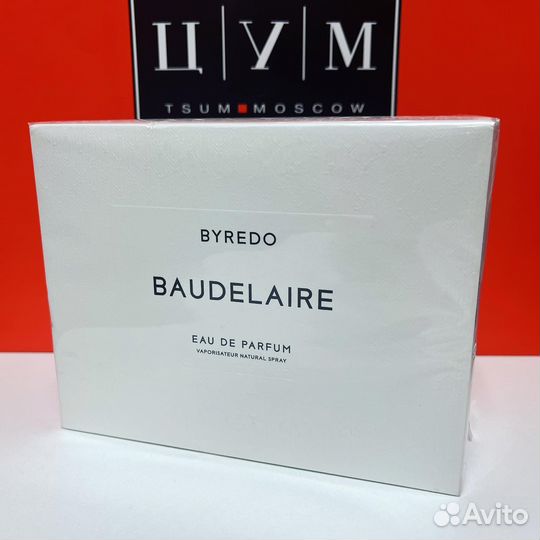 Ц|У|М
TSUM MOSCOW
BYREDO
BAUDELAIRE
EAU DE PARFUM
VAPORISATEUR NATURAL SPRAY
Avito